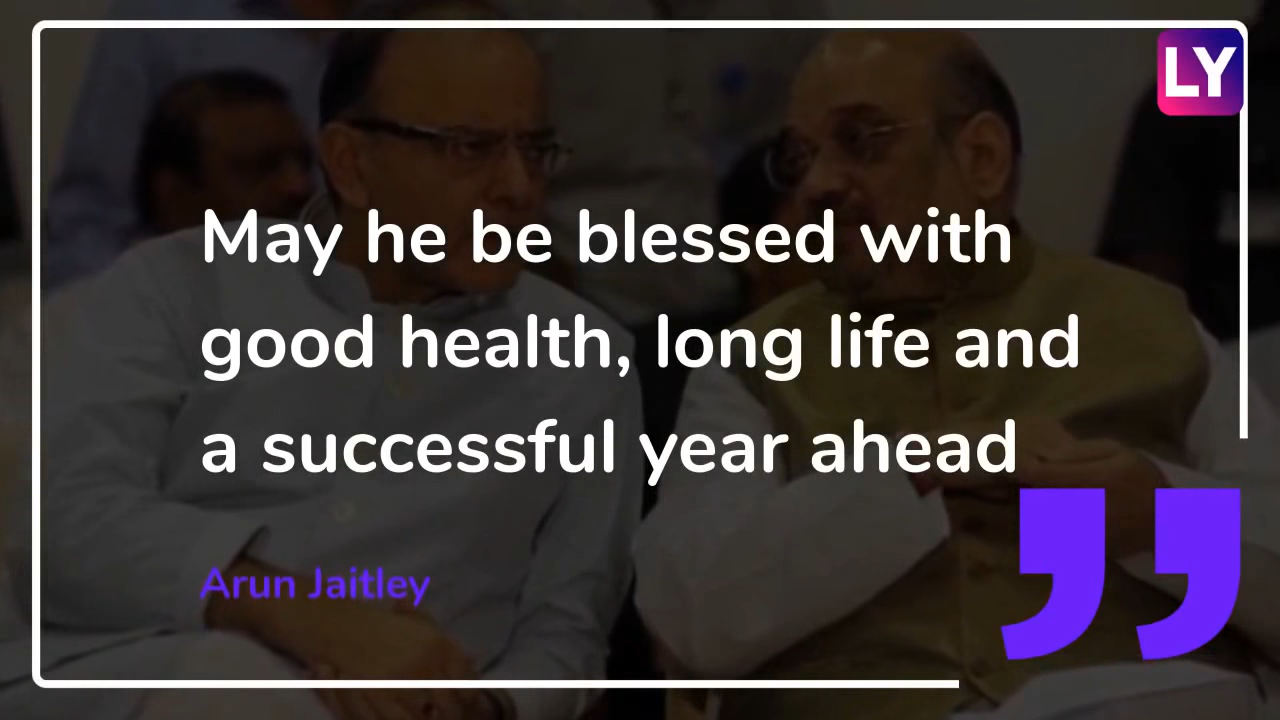 LY
May he be blessed with
good health, long life and
a successful year ahead
Arun Jaitley